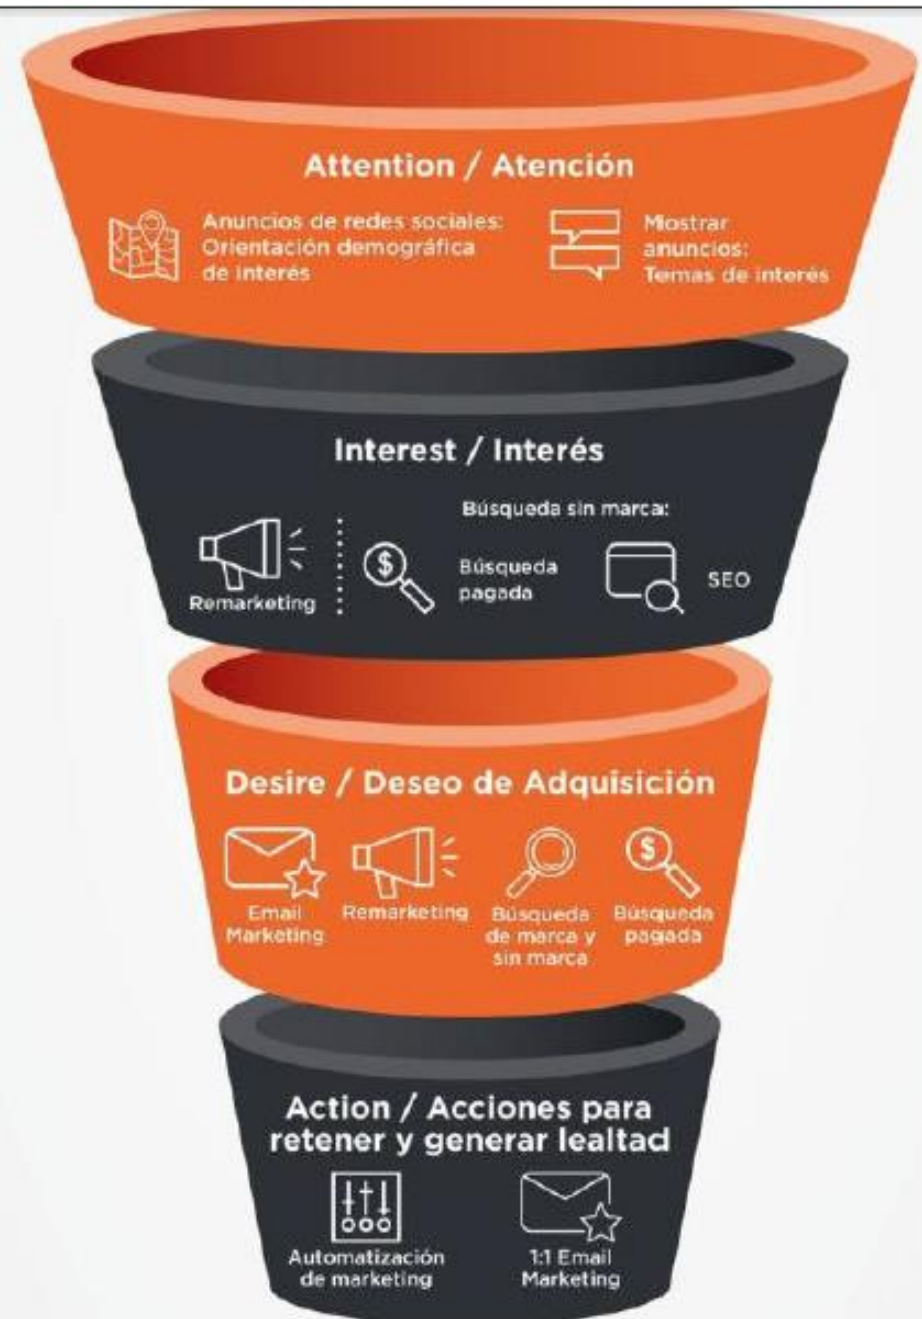 Attention / Atención
Anuncios de redes sociales:
Orientación demográfica
de interés
Mostrar
anuncios:
Temas de interés
Interest / Interés
Remarketing
Búsqueda sin marca:
Búsqueda
pagada
SEO
Desire / Deseo de Adquisición
Email
Marketing
Remarketing
Búsqueda
de marca y
sin marca
Búsqueda
pagada
Action / Acciones para
retener y generar lealtad
Automatización
de marketing
1:1 Email
Marketing